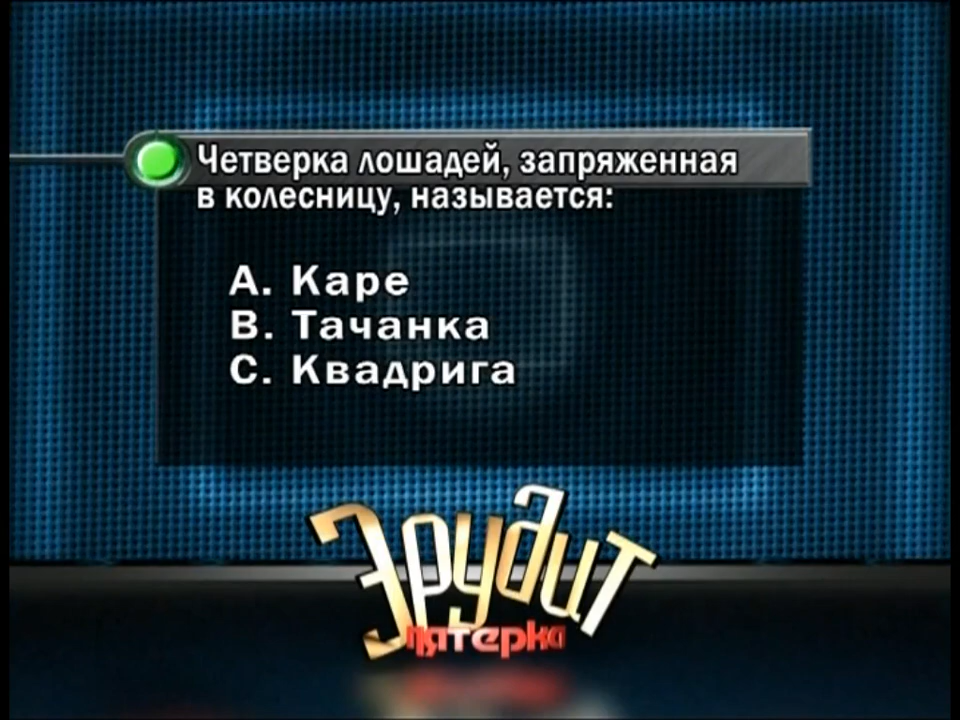 Четверка лошадей, запряженная
в колесницу, называется:
А. Каре
В. Тачанка
С. Квадрига
Эрудит
пятерка